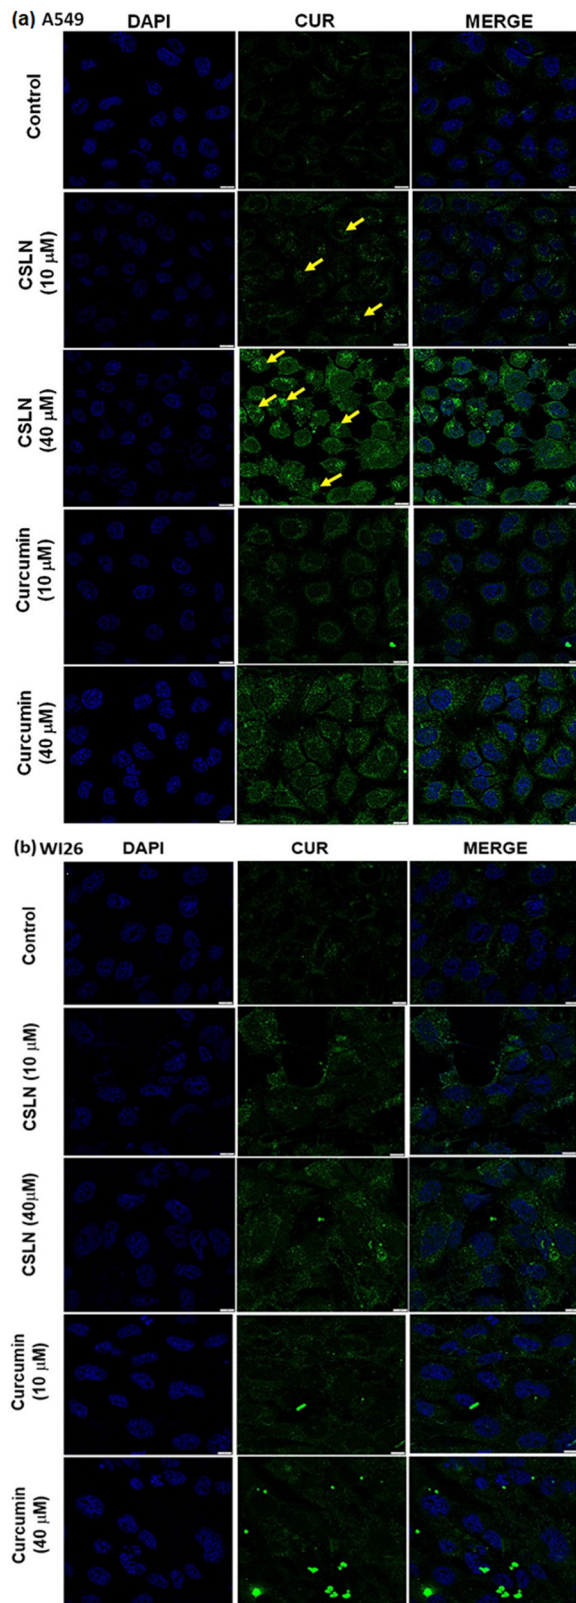 (a) A549
DAPI CUR MERGE
Control
CSLN
(10 µM)
CSLN
(40 µM)
Curcumin
(10 µM)
Curcumin
(40 µM)
(b) WI26
DAPI CUR MERGE
Control
CSLN (10 µM)
CSLN (40µM)
Curcumin
(10 µM)
Curcumin
(40 µM)